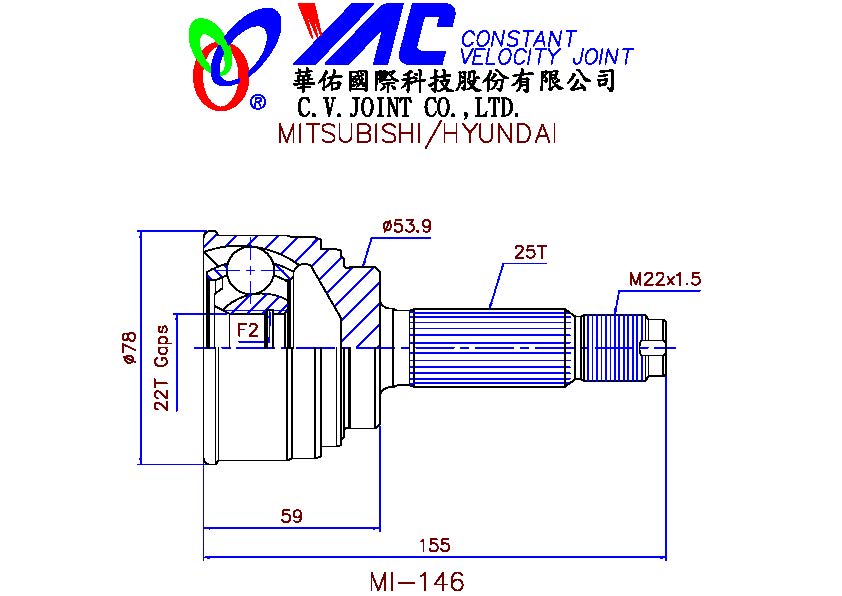 YAC CONSTANT
VELOCITY JOINT
®
華佑國際科技股份有限公司
C.V.JOINT CO.,LTD.
MITSUBISHI/HYUNDAI
ø53.9
25T
M22x1.5
F2
ø78
22T Gaps
59
155
MI-146